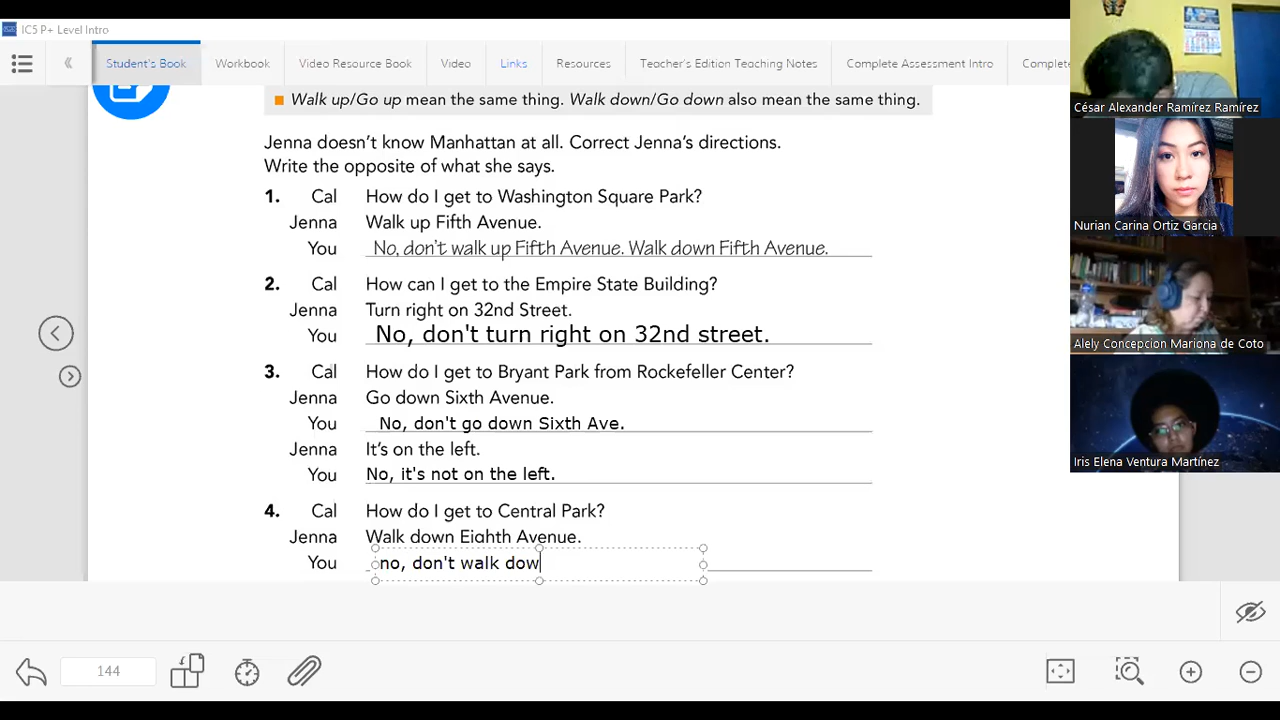 IC5 P+ Level Intro
Student's Book Workbook Video Resource Book Video Links Resources Teacher's Edition Teaching Notes Complete Assessment Intro Complete
Walk up/Go up mean the same thing. Walk down/Go down also mean the same thing.
Jenna doesn't know Manhattan at all. Correct Jenna's directions.
Write the opposite of what she says.
1. Cal How do I get to Washington Square Park?
Jenna Walk up Fifth Avenue.
You No, don't walk up Fifth Avenue. Walk down Fifth Avenue.
2. Cal How can I get to the Empire State Building?
Jenna Turn right on 32nd Street.
You No, don't turn right on 32nd street.
3. Cal How do I get to Bryant Park from Rockefeller Center?
Jenna Go down Sixth Avenue.
You No, don't go down Sixth Ave.
Jenna It's on the left.
You No, it's not on the left.
4. Cal How do I get to Central Park?
Jenna Walk down Eighth Avenue.
You no, don't walk dow
144
César Alexander Ramírez Ramírez
Nurian Carina Ortiz Garcia
Alely Concepcion Mariona de Coto
Iris Elena Ventura Martínez